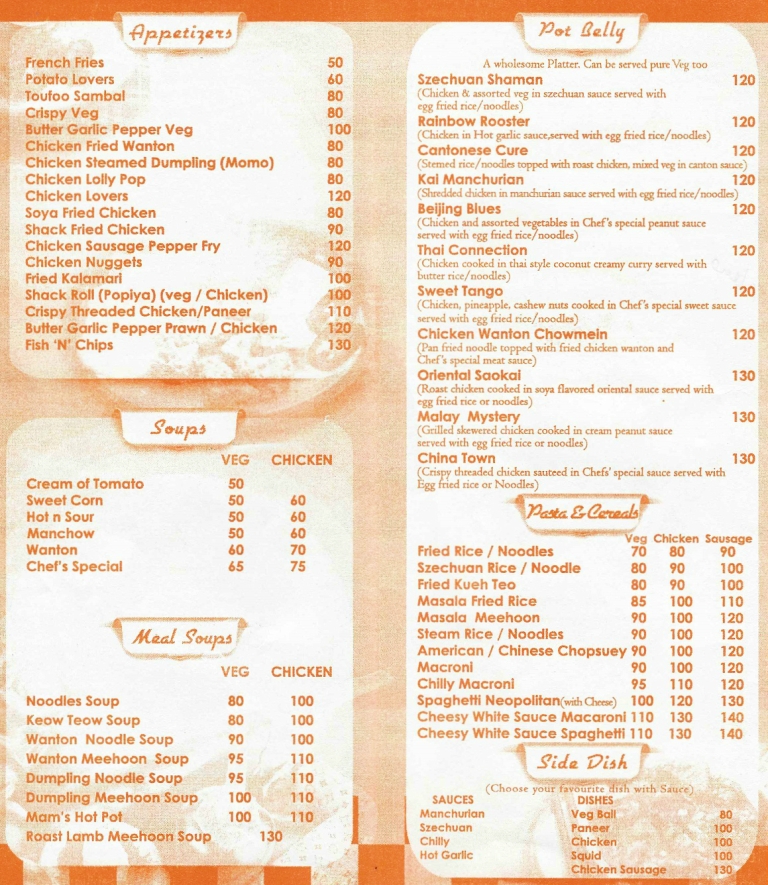 Appetizers
French Fries 50
Potato Lovers 60
Toufoo Sambal 80
Crispy Veg 80
Butter Garlic Pepper Veg 100
Chicken Fried Wanton 80
Chicken Steamed Dumpling (Momo) 80
Chicken Lolly Pop 80
Chicken Lovers 120
Soya Fried Chicken 80
Shack Fried Chicken 90
Chicken Sausage Pepper Fry 120
Chicken Nuggets 90
Fried Kalamari 100
Shack Roll (Popiya) (veg / Chicken) 100
Crispy Threaded Chicken/Paneer 110
Butter Garlic Pepper Prawn / Chicken 120
Fish 'N' Chips 130
Soups
VEG CHICKEN
Cream of Tomato 50
Sweet Corn 50 60
Hot n Sour 50 60
Manchow 50 60
Wanton 60 70
Chef's Special 65 75
Meal Soups
VEG CHICKEN
Noodles Soup 80 100
Keow Teow Soup 80 100
Wanton Noodle Soup 90 100
Wanton Meehoon Soup 95 110
Dumpling Noodle Soup 95 110
Dumpling Meehoon Soup 100 110
Mam's Hot Pot 100 110
Roast Lamb Meehoon Soup 130
Pot Belly
A wholesome Platter. Can be served pure Veg too
Szechuan Shaman 120
(Chicken & assorted veg in szechuan sauce served with
egg fried rice/noodles)
Rainbow Rooster 120
(Chicken in Hot garlic sauce,served with egg fried rice/noodles)
Cantonese Cure 120
(Stemed rice/noodles topped with roast chicken, mixed veg in canton sauce)
Kai Manchurian 120
(Shredded chicken in manchurian sauce served with egg fried rice/noodles)
Beijing Blues 120
(Chicken and assorted vegetables in Chef's special peanut sauce
served with egg fried rice/noodles)
Thai Connection 120
(Chicken cooked in thai style coconut creamy curry served with
butter rice/noodles)
Sweet Tango 120
(Chicken, pineapple, cashew nuts cooked in Chef's special sweet sauce
served with egg fried rice/noodles)
Chicken Wanton Chowmein 120
(Pan fried noodle topped with fried chicken wanton and
Chef's special meat sauce)
Oriental Saokai 130
(Roast chicken cooked in soya flavored oriental sauce served with
egg fried rice or noodles)
Malay Mystery 130
(Grilled skewered chicken cooked in cream peanut sauce
served with egg fried rice or noodles)
China Town 130
(Crispy threaded chicken sauteed in Chefs' special sauce served with
Egg fried rice or Noodles)
Pasta & Cereals
Veg Chicken Sausage
Fried Rice / Noodles 70 80 90
Szechuan Rice / Noodle 80 90 100
Fried Kueh Teo 80 90 100
Masala Fried Rice 85 100 110
Masala Meehoon 90 100 120
Steam Rice / Noodles 90 100 120
American / Chinese Chopsuey 90 100 120
Macroni 90 100 120
Chilly Macroni 95 110 120
Spaghetti Neopolitan(with Cheese) 100 120 130
Cheesy White Sauce Macaroni 110 130 140
Cheesy White Sauce Spaghetti 110 130 140
Side Dish
(Choose your favourite dish with Sauce)
SAUCES DISHES
Manchurian Veg Ball 80
Szechuan Paneer 100
Chilly Chicken 100
Hot Garlic Squid 100
Chicken Sausage 130